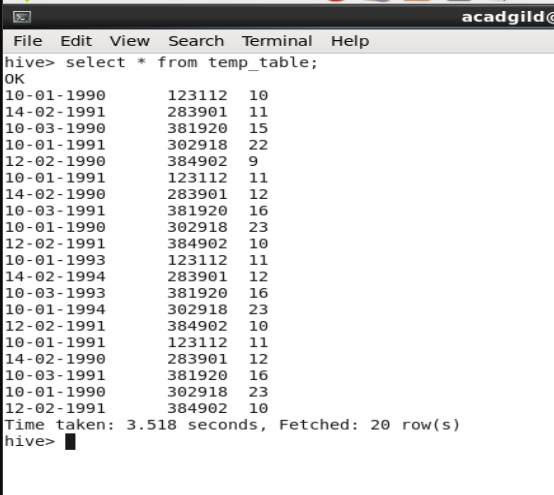 acadgild@
File Edit View Search Terminal Help
hive> select * from temp_table;
OK
10-01-1990 123112 10
14-02-1991 283901 11
10-03-1990 381920 15
10-01-1991 302918 22
12-02-1990 384902 9
10-01-1991 123112 11
14-02-1990 283901 12
10-03-1991 381920 16
10-01-1990 302918 23
12-02-1991 384902 10
10-01-1993 123112 11
14-02-1994 283901 12
10-03-1993 381920 16
10-01-1994 302918 23
12-02-1991 384902 10
10-01-1991 123112 11
14-02-1990 283901 12
10-03-1991 381920 16
10-01-1990 302918 23
12-02-1991 384902 10
Time taken: 3.518 seconds, Fetched: 20 row(s)
hive>